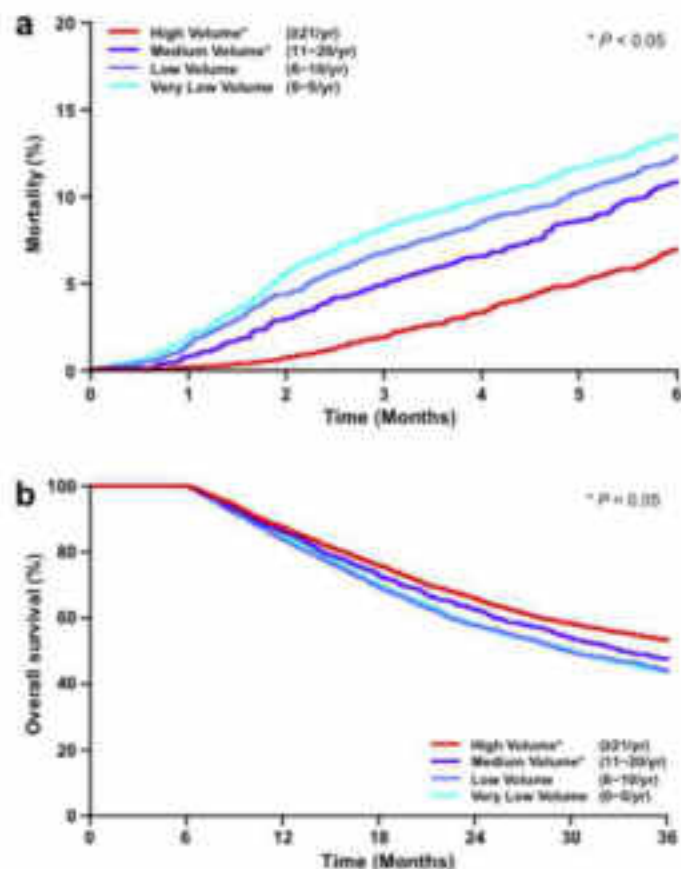 a
20
15
10
5
0
Mortality (%)
High Volume* (≥21/yr)
Medium Volume* (11-20/yr)
Low Volume (6-10/yr)
Very Low Volume (0-5/yr)
* P < 0.05
0 1 2 3 4 5 6
Time (Months)
b
100
80
60
40
20
0
Overall survival (%)
* P < 0.05
High Volume* (≥21/yr)
Medium Volume* (11-20/yr)
Low Volume (6-10/yr)
Very Low Volume (0-5/yr)
0 6 12 18 24 30 36
Time (Months)